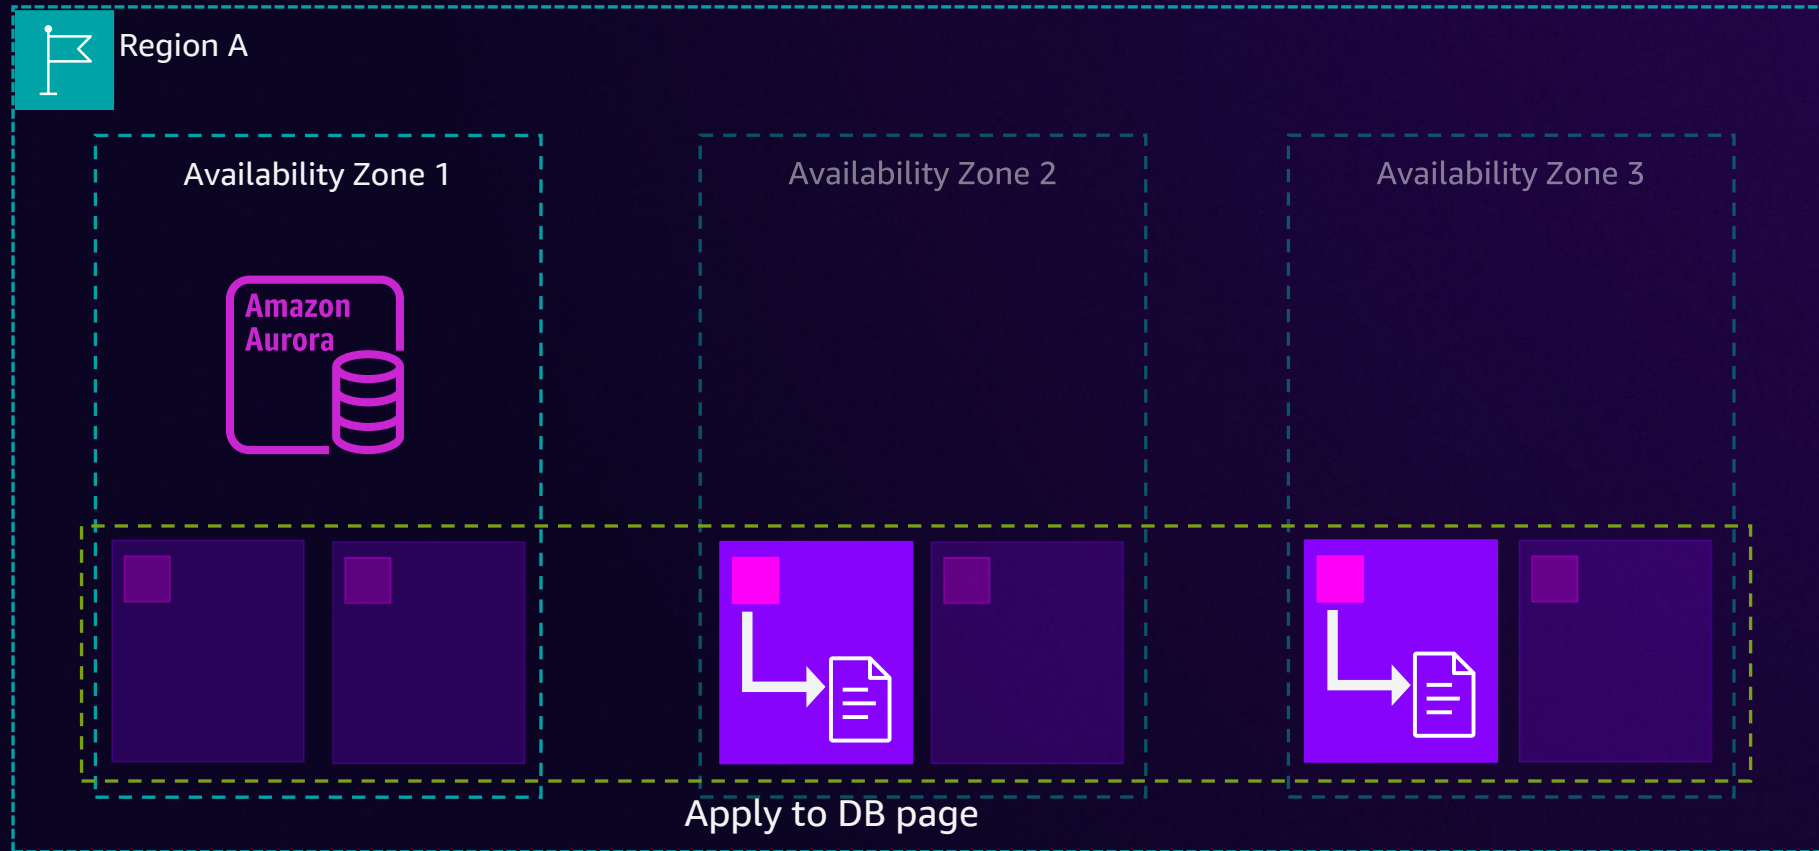 Region A
Availability Zone 1
Availability Zone 2
Availability Zone 3
Amazon
Aurora
Apply to DB page